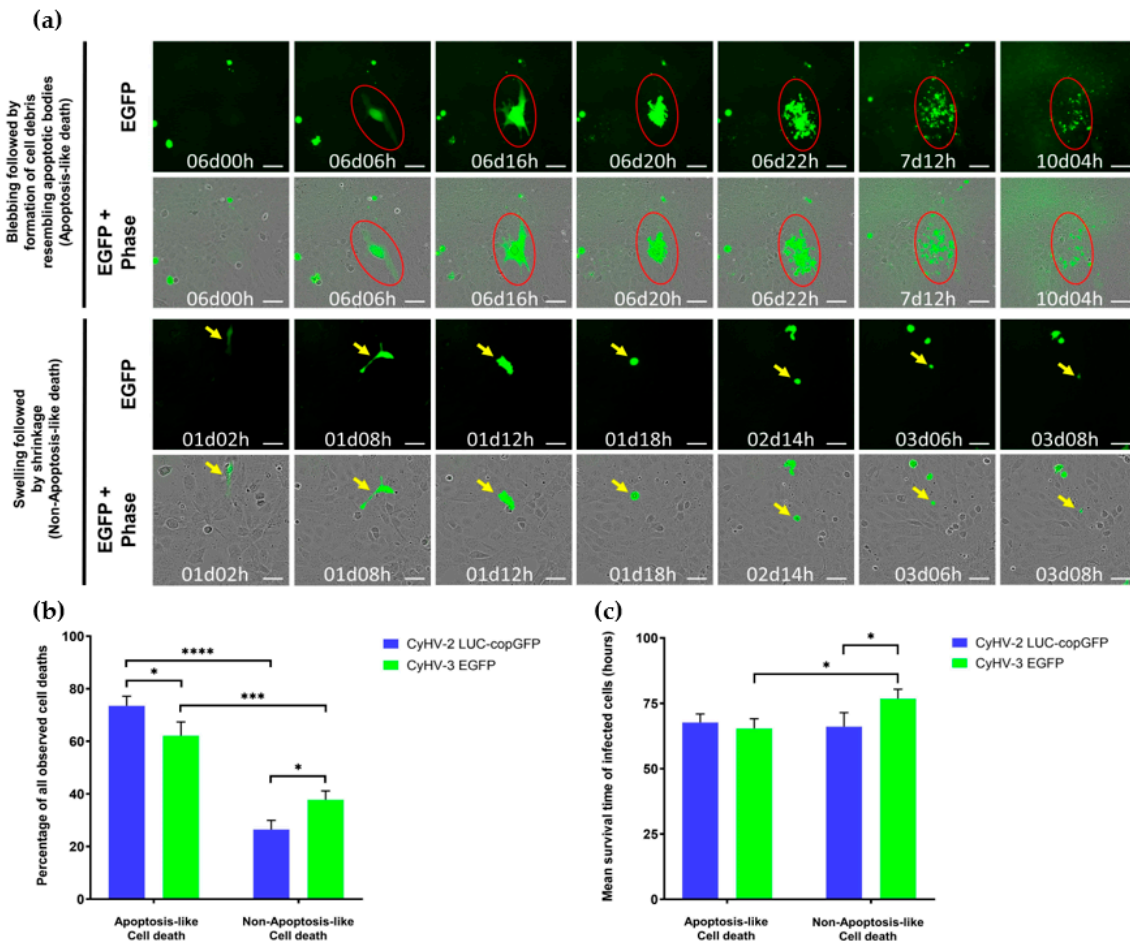 (a)
Blebbing followed by
formation of cell debris
resembling apoptotic bodies
(Apoptosis-like death)
EGFP
06d00h
06d06h
06d16h
06d20h
06d22h
7d12h
10d04h
EGFP +
Phase
06d00h
06d06h
06d16h
06d20h
06d22h
7d12h
10d04h
Swelling followed
by shrinkage
(Non-Apoptosis-like death)
EGFP
01d02h
01d08h
01d12h
01d18h
02d14h
03d06h
03d08h
EGFP +
Phase
01d02h
01d08h
01d12h
01d18h
02d14h
03d06h
03d08h
(b)
Percentage of all observed cell deaths
100
80
60
40
20
0
****
*
***
*
CyHV-2 LUC-copGFP
CyHV-3 EGFP
Apoptosis-like
Cell death
Non-Apoptosis-like
Cell death
(c)
Mean survival time of infected cells (hours)
100
75
50
25
0
*
*
CyHV-2 LUC-copGFP
CyHV-3 EGFP
Apoptosis-like
Cell death
Non-Apoptosis-like
Cell death